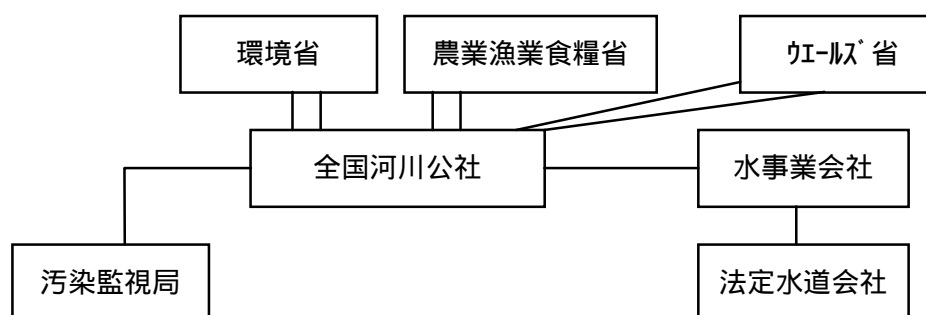 環境省
農業漁業食糧省
ｳｴｰﾙｽﾞ省
全国河川公社
水事業会社
汚染監視局
法定水道会社